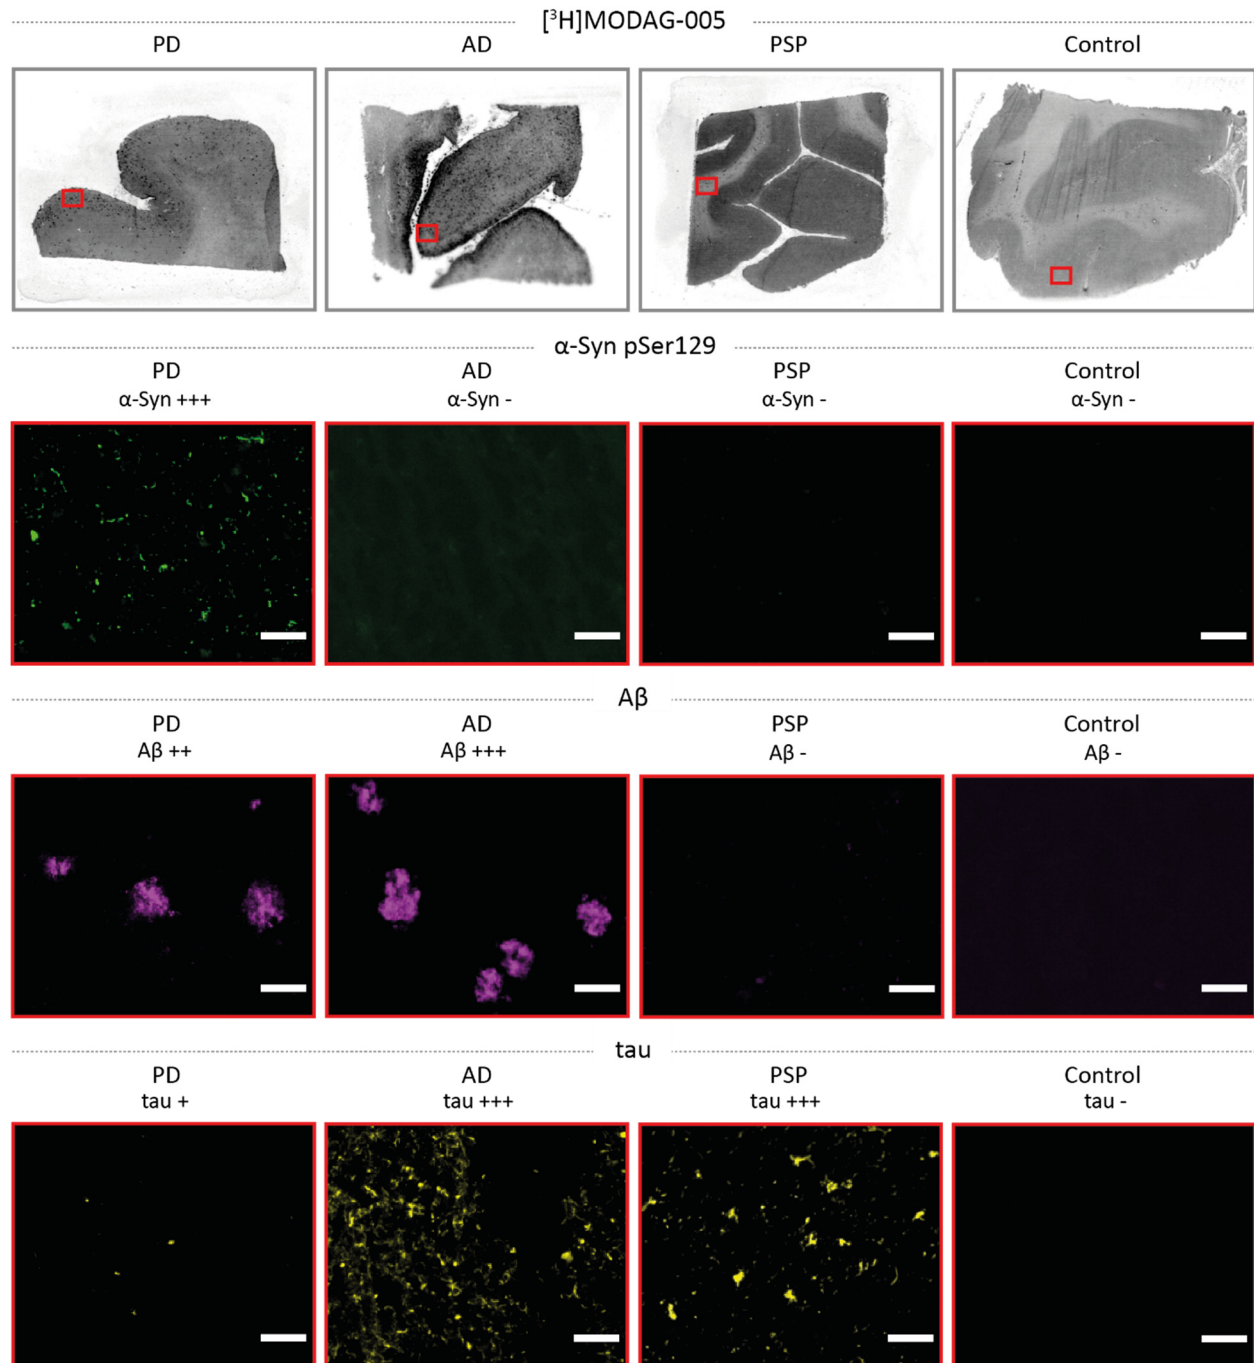 [³H]MODAG-005
PD AD PSP Control
α-Syn pSer129
PD AD PSP Control
α-Syn +++ α-Syn - α-Syn - α-Syn -
Aβ
PD AD PSP Control
Aβ ++ Aβ +++ Aβ - Aβ -
tau
PD AD PSP Control
tau + tau +++ tau +++ tau -